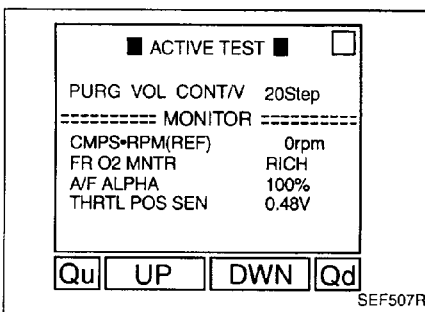 ■ ACTIVE TEST ■
PURG VOL CONT/V 20Step
========== MONITOR ==========
CMPS•RPM(REF) 0rpm
FR O2 MNTR RICH
A/F ALPHA 100%
THRTL POS SEN 0.48V
Qu UP DWN Qd
SEF507R